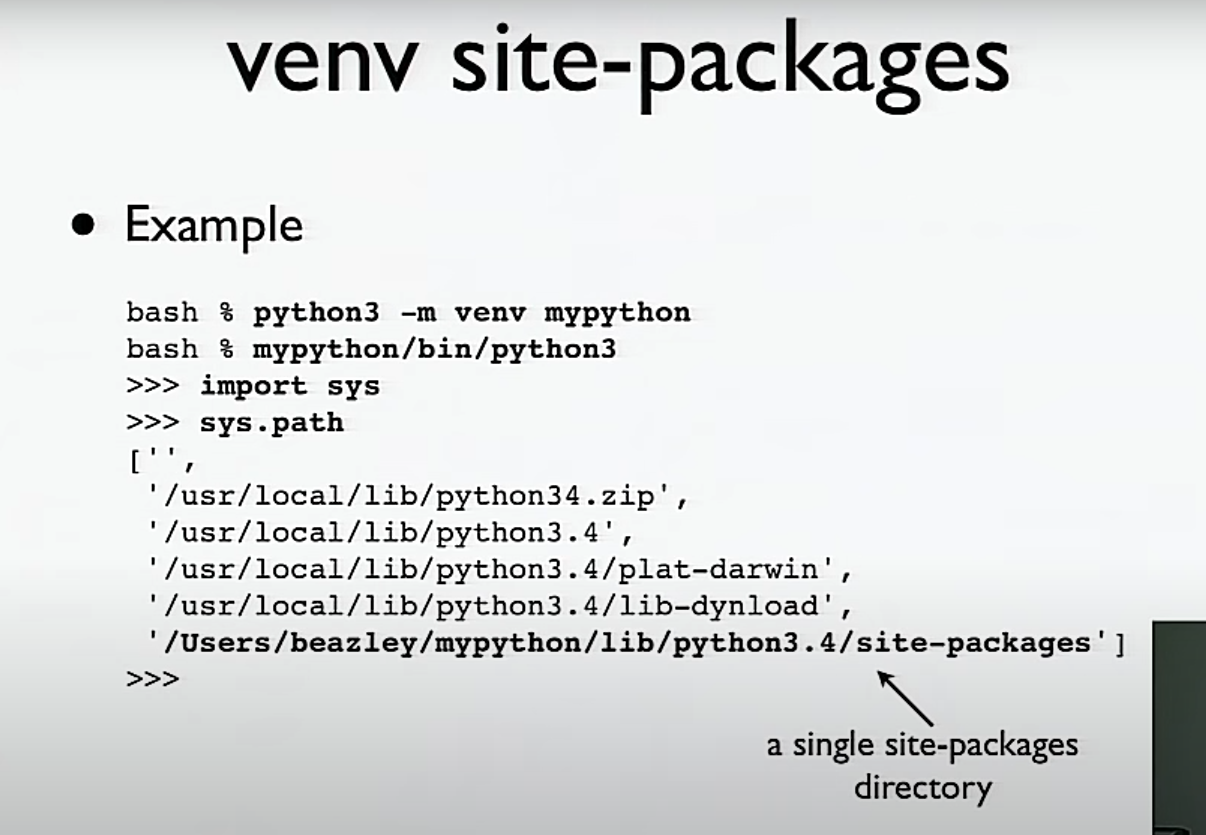 venv site-packages
• Example
bash % python3 -m venv mypython
bash % mypython/bin/python3
>>> import sys
>>> sys.path
['',
'/usr/local/lib/python34.zip',
'/usr/local/lib/python3.4',
'/usr/local/lib/python3.4/plat-darwin',
'/usr/local/lib/python3.4/lib-dynload',
'/Users/beazley/mypython/lib/python3.4/site-packages']
>>>
a single site-packages
directory